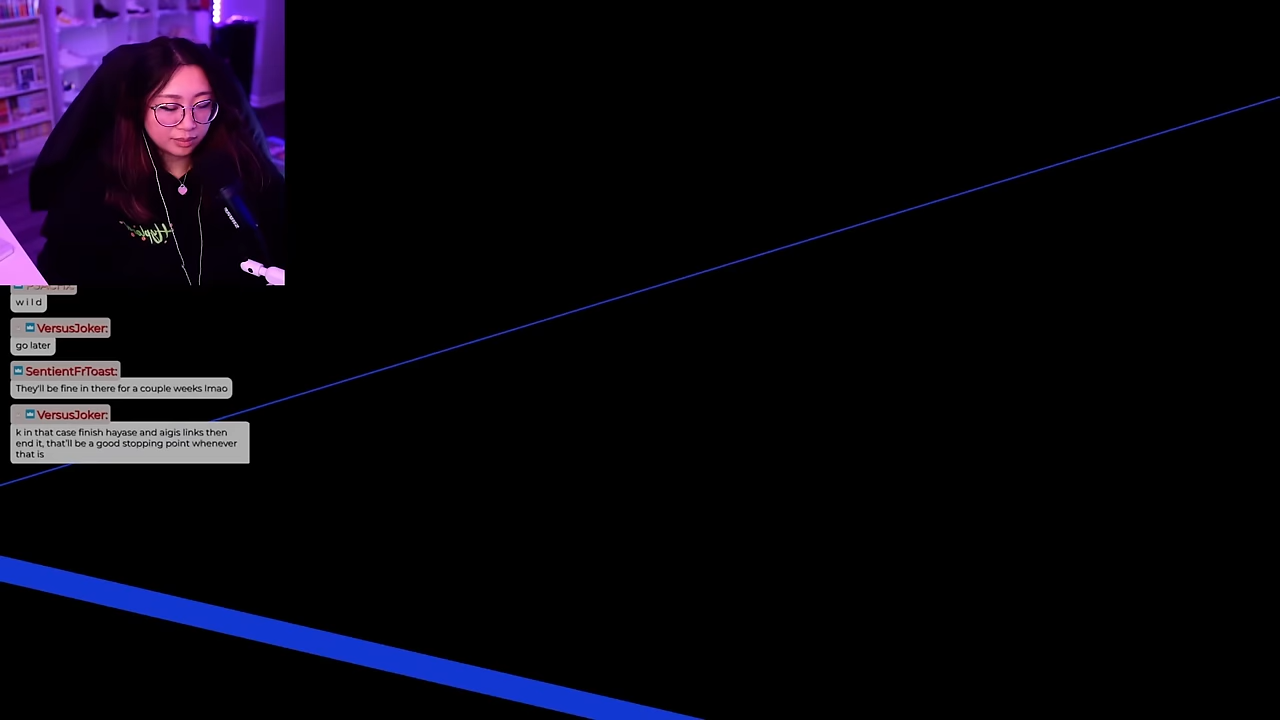 w i l d
VersusJoker:
go later
SentientFrToast:
They'll be fine in there for a couple weeks lmao
VersusJoker:
k in that case finish hayase and aigis links then
end it, that'll be a good stopping point whenever
that is